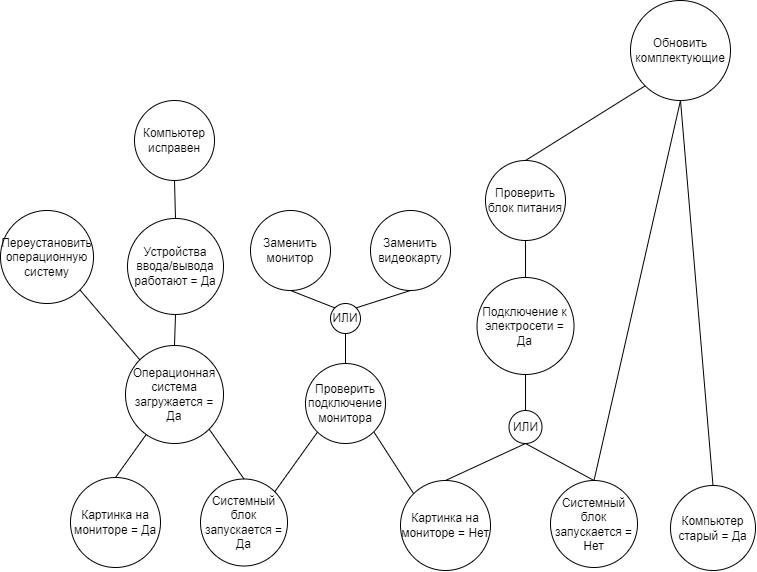 Обновить
комплектующие
Компьютер
исправен
Проверить
блок питания
Переустановить
операционную
систему
Устройства
ввода/вывода
работают = Да
Заменить
монитор
Заменить
видеокарту
ИЛИ
Подключение к
электросети =
Да
Операционная
система
загружается =
Да
Проверить
подключение
монитора
ИЛИ
Картинка на
мониторе = Да
Системный
блок
запускается =
Да
Картинка на
мониторе = Нет
Системный
блок
запускается =
Нет
Компьютер
старый = Да